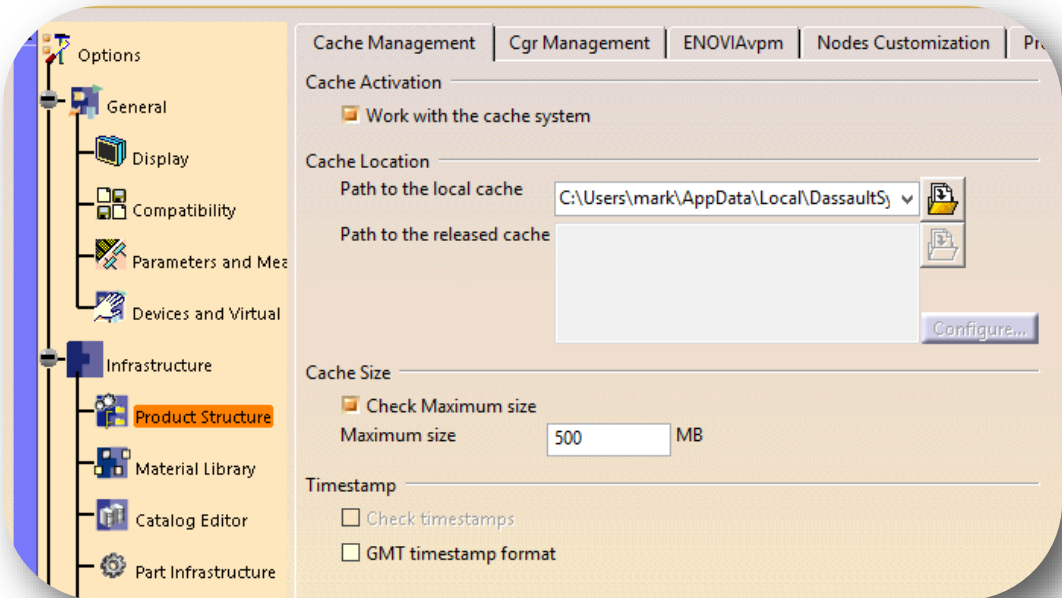 Options
General
Display
Compatibility
Parameters and Mea
Devices and Virtual
Infrastructure
Product Structure
Material Library
Catalog Editor
Part Infrastructure
Cache Management
Cgr Management
ENOVIAvpm
Nodes Customization
Pr
Cache Activation
Work with the cache system
Cache Location
Path to the local cache
C:\Users\mark\AppData\Local\DassaultSy
Path to the released cache
Configure...
Cache Size
Check Maximum size
Maximum size 500 MB
Timestamp
Check timestamps
GMT timestamp format